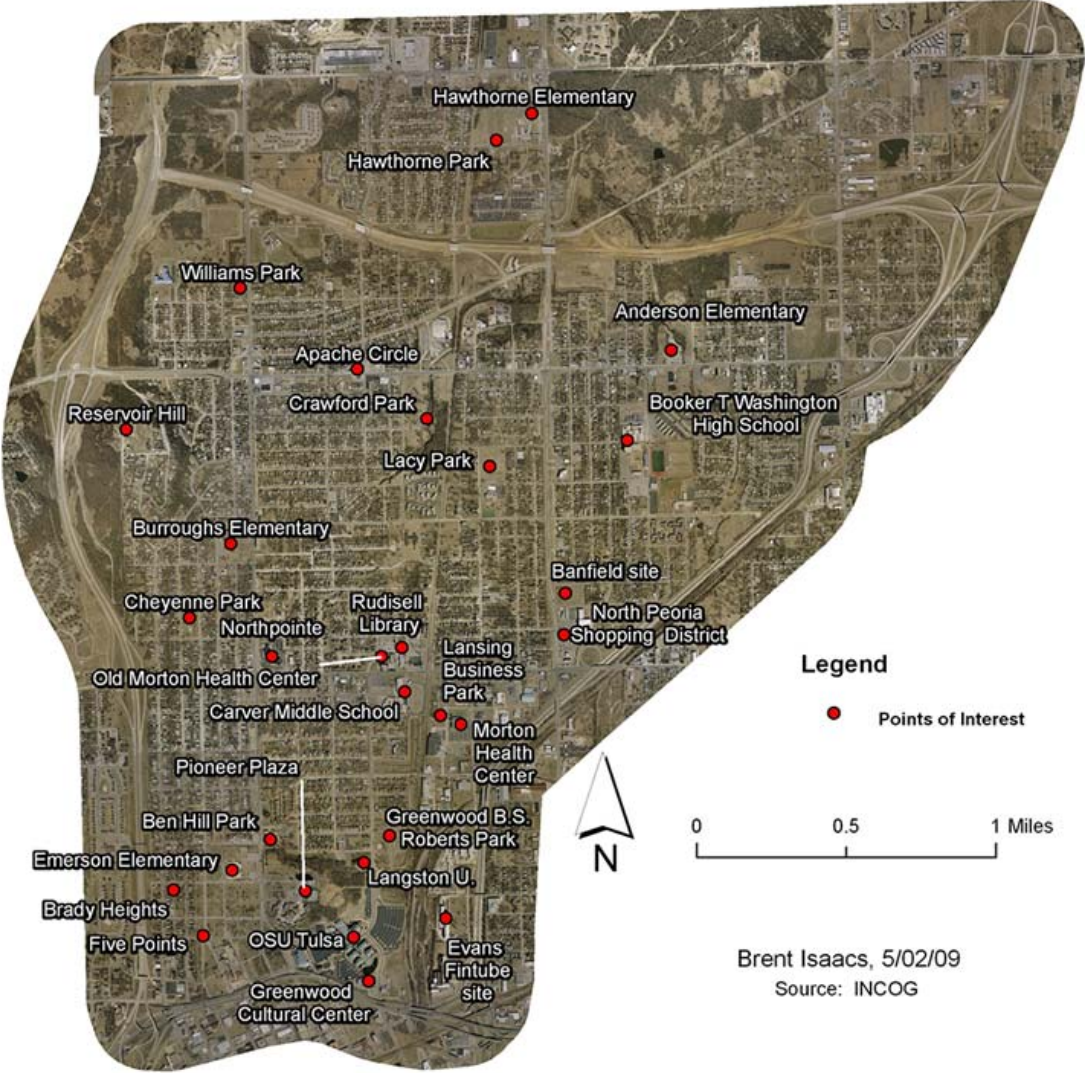 Hawthorne Elementary
Hawthorne Park
Williams Park
Anderson Elementary
Apache Circle
Crawford Park
Booker T Washington
High School
Reservoir Hill
Lacy Park
Burroughs Elementary
Banfield site
Cheyenne Park
Rudisell
Library
North Peoria
Shopping District
Northpointe
Lansing
Business
Park
Old Morton Health Center
Carver Middle School
Morton
Health
Center
Pioneer Plaza
Ben Hill Park
Greenwood B.S.
Roberts Park
Emerson Elementary
Langston U.
Brady Heights
Five Points
OSU Tulsa
Evans
Fintube
site
Greenwood
Cultural Center
Legend
Points of Interest
N
0 0.5 1 Miles
Brent Isaacs, 5/02/09
Source: INCOG